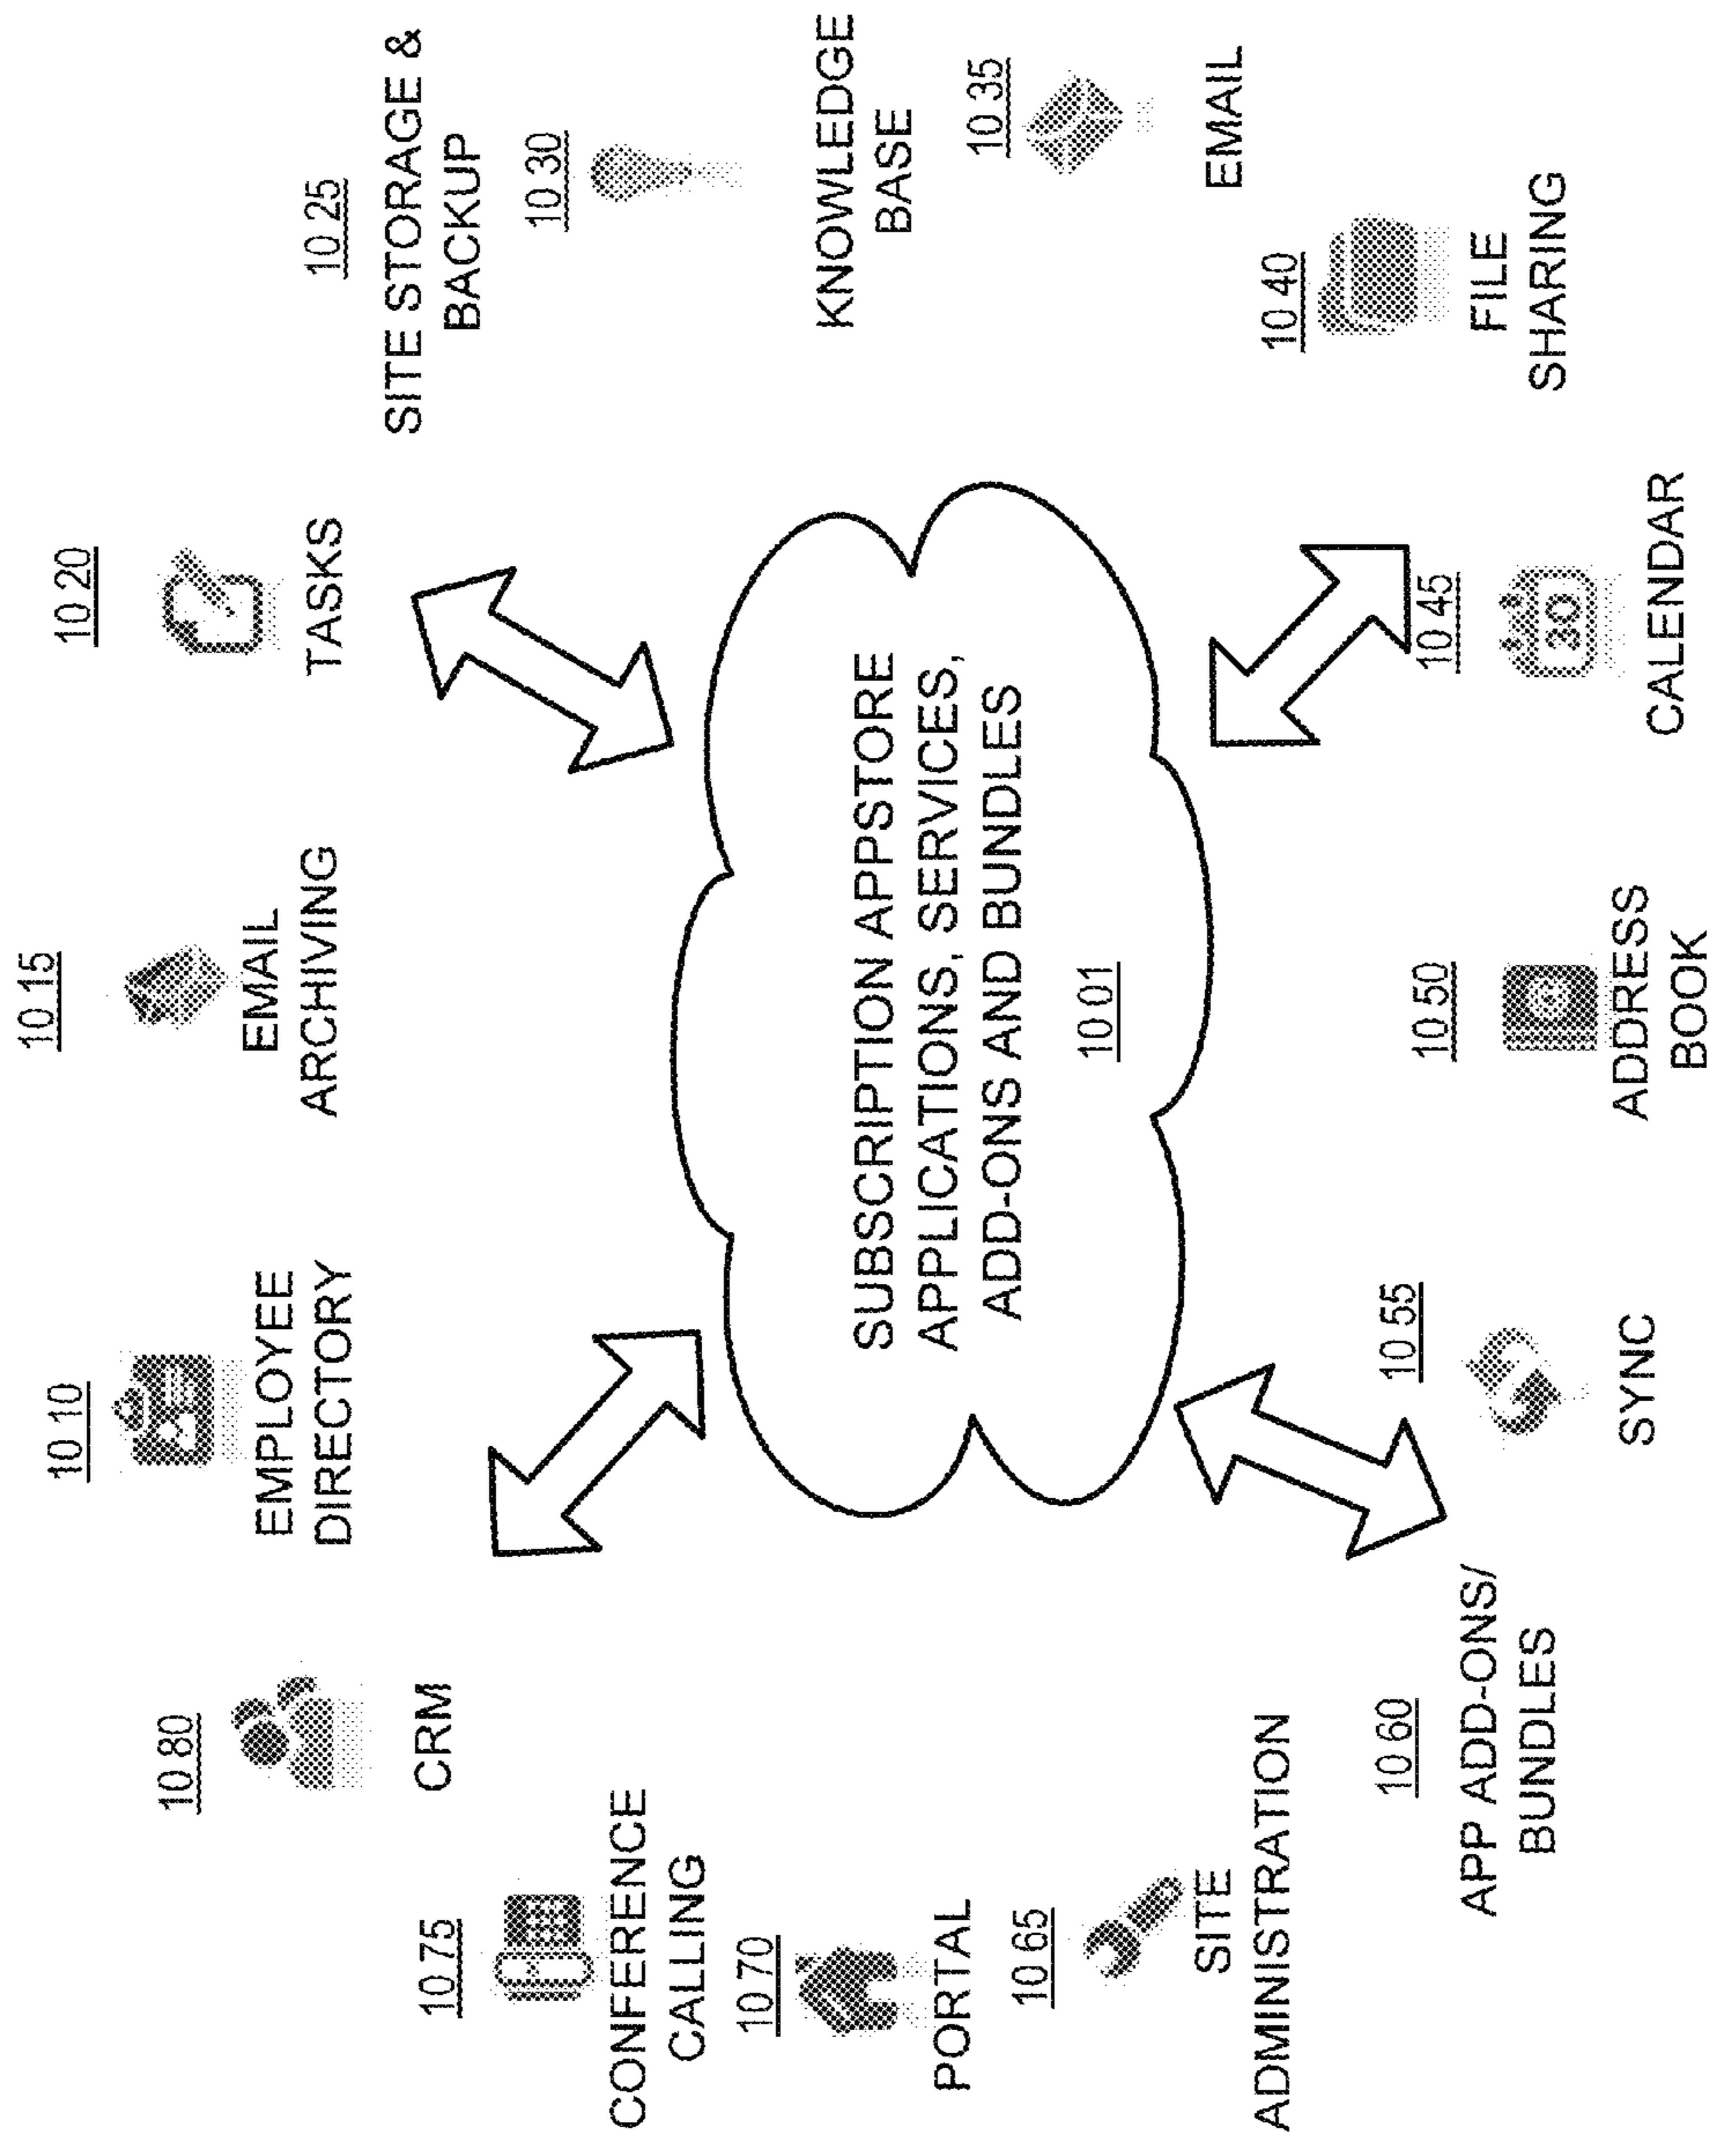 10 10
EMPLOYEE
DIRECTORY
10 15
EMAIL
ARCHIVING
10 20
TASKS
10 25
SITE STORAGE &
BACKUP
10 30
KNOWLEDGE
BASE
10 35
EMAIL
10 40
FILE
SHARING
10 45
30
CALENDAR
10 50
ADDRESS
BOOK
10 55
SYNC
10 60
APP ADD-ONS/
BUNDLES
10 65
SITE
ADMINISTRATION
10 70
PORTAL
10 75
CONFERENCE
CALLING
10 80
CRM
SUBSCRIPTION APPSTORE
APPLICATIONS, SERVICES,
ADD-ONS AND BUNDLES
10 01